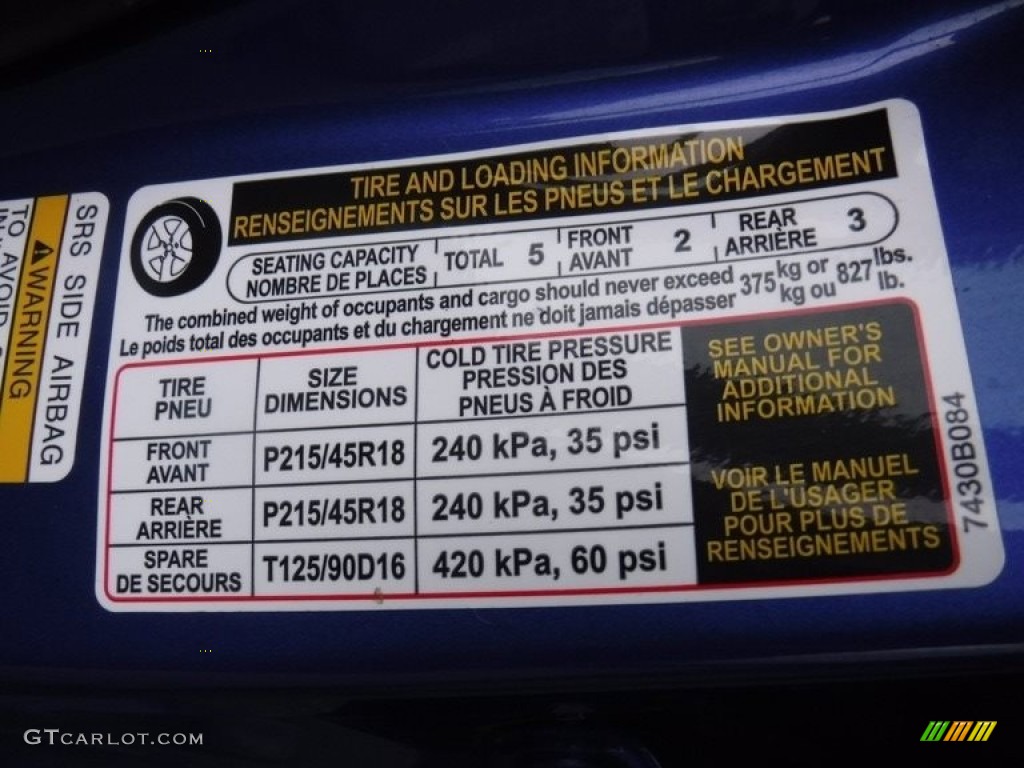 TIRE AND LOADING INFORMATION
RENSEIGNEMENTS SUR LES PNEUS ET LE CHARGEMENT
SEATING CAPACITY
NOMBRE DE PLACES
TOTAL 5
FRONT
AVANT
2
REAR
ARRIÈRE
3
The combined weight of occupants and cargo should never exceed 375 kg or 827 lbs.
Le poids total des occupants et du chargement ne doit jamais dépasser kg ou lb.
TIRE
PNEU
SIZE
DIMENSIONS
COLD TIRE PRESSURE
PRESSION DES
PNEUS À FROID
FRONT
AVANT
P215/45R18
240 kPa, 35 psi
REAR
ARRIÈRE
P215/45R18
240 kPa, 35 psi
SPARE
DE SECOURS
T125/90D16
420 kPa, 60 psi
SEE OWNER'S
MANUAL FOR
ADDITIONAL
INFORMATION
VOIR LE MANUEL
DE L'USAGER
POUR PLUS DE
RENSEIGNEMENTS
7430B084
SRS SIDE AIRBAG
WARNING
TO AVOID
GTCARLOT.COM